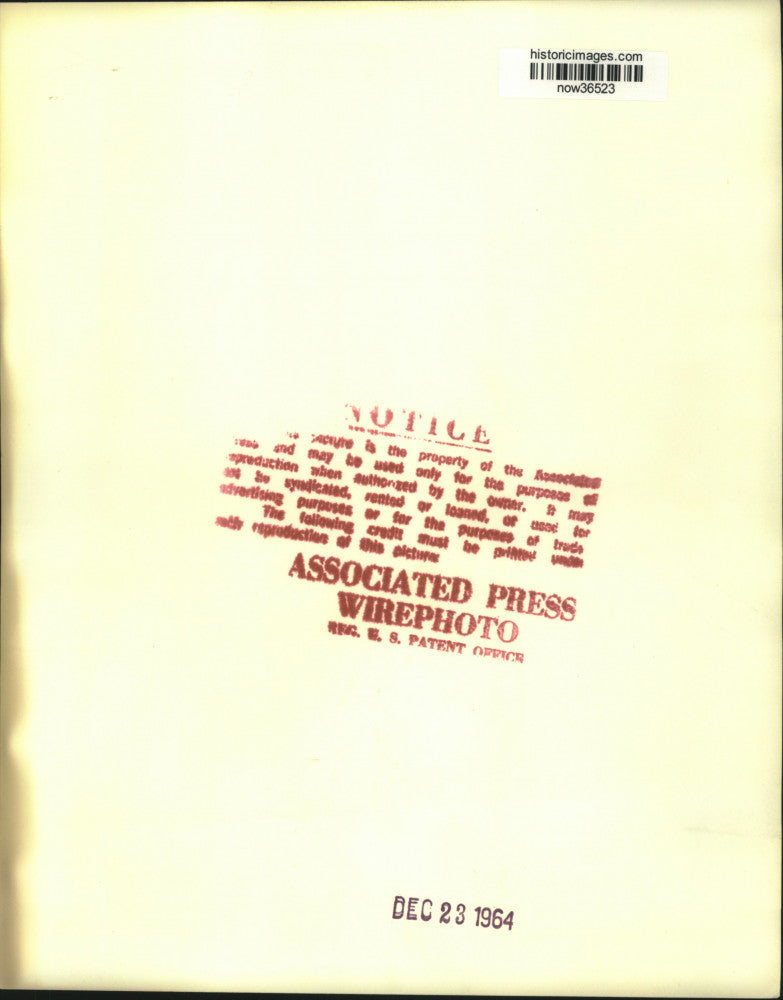 historicimages.com
now36523
NOTICE
picture is the property of the Associated
and may be used only for the purposes of
reproduction when authorized by the owner. It may
not be syndicated, rented or loaned, or used for
advertising purposes or for the purposes of trade
The following credit must be printed under
each reproduction of this picture
ASSOCIATED PRESS
WIREPHOTO
REG. U. S. PATENT OFFICE
DEC 23 1964